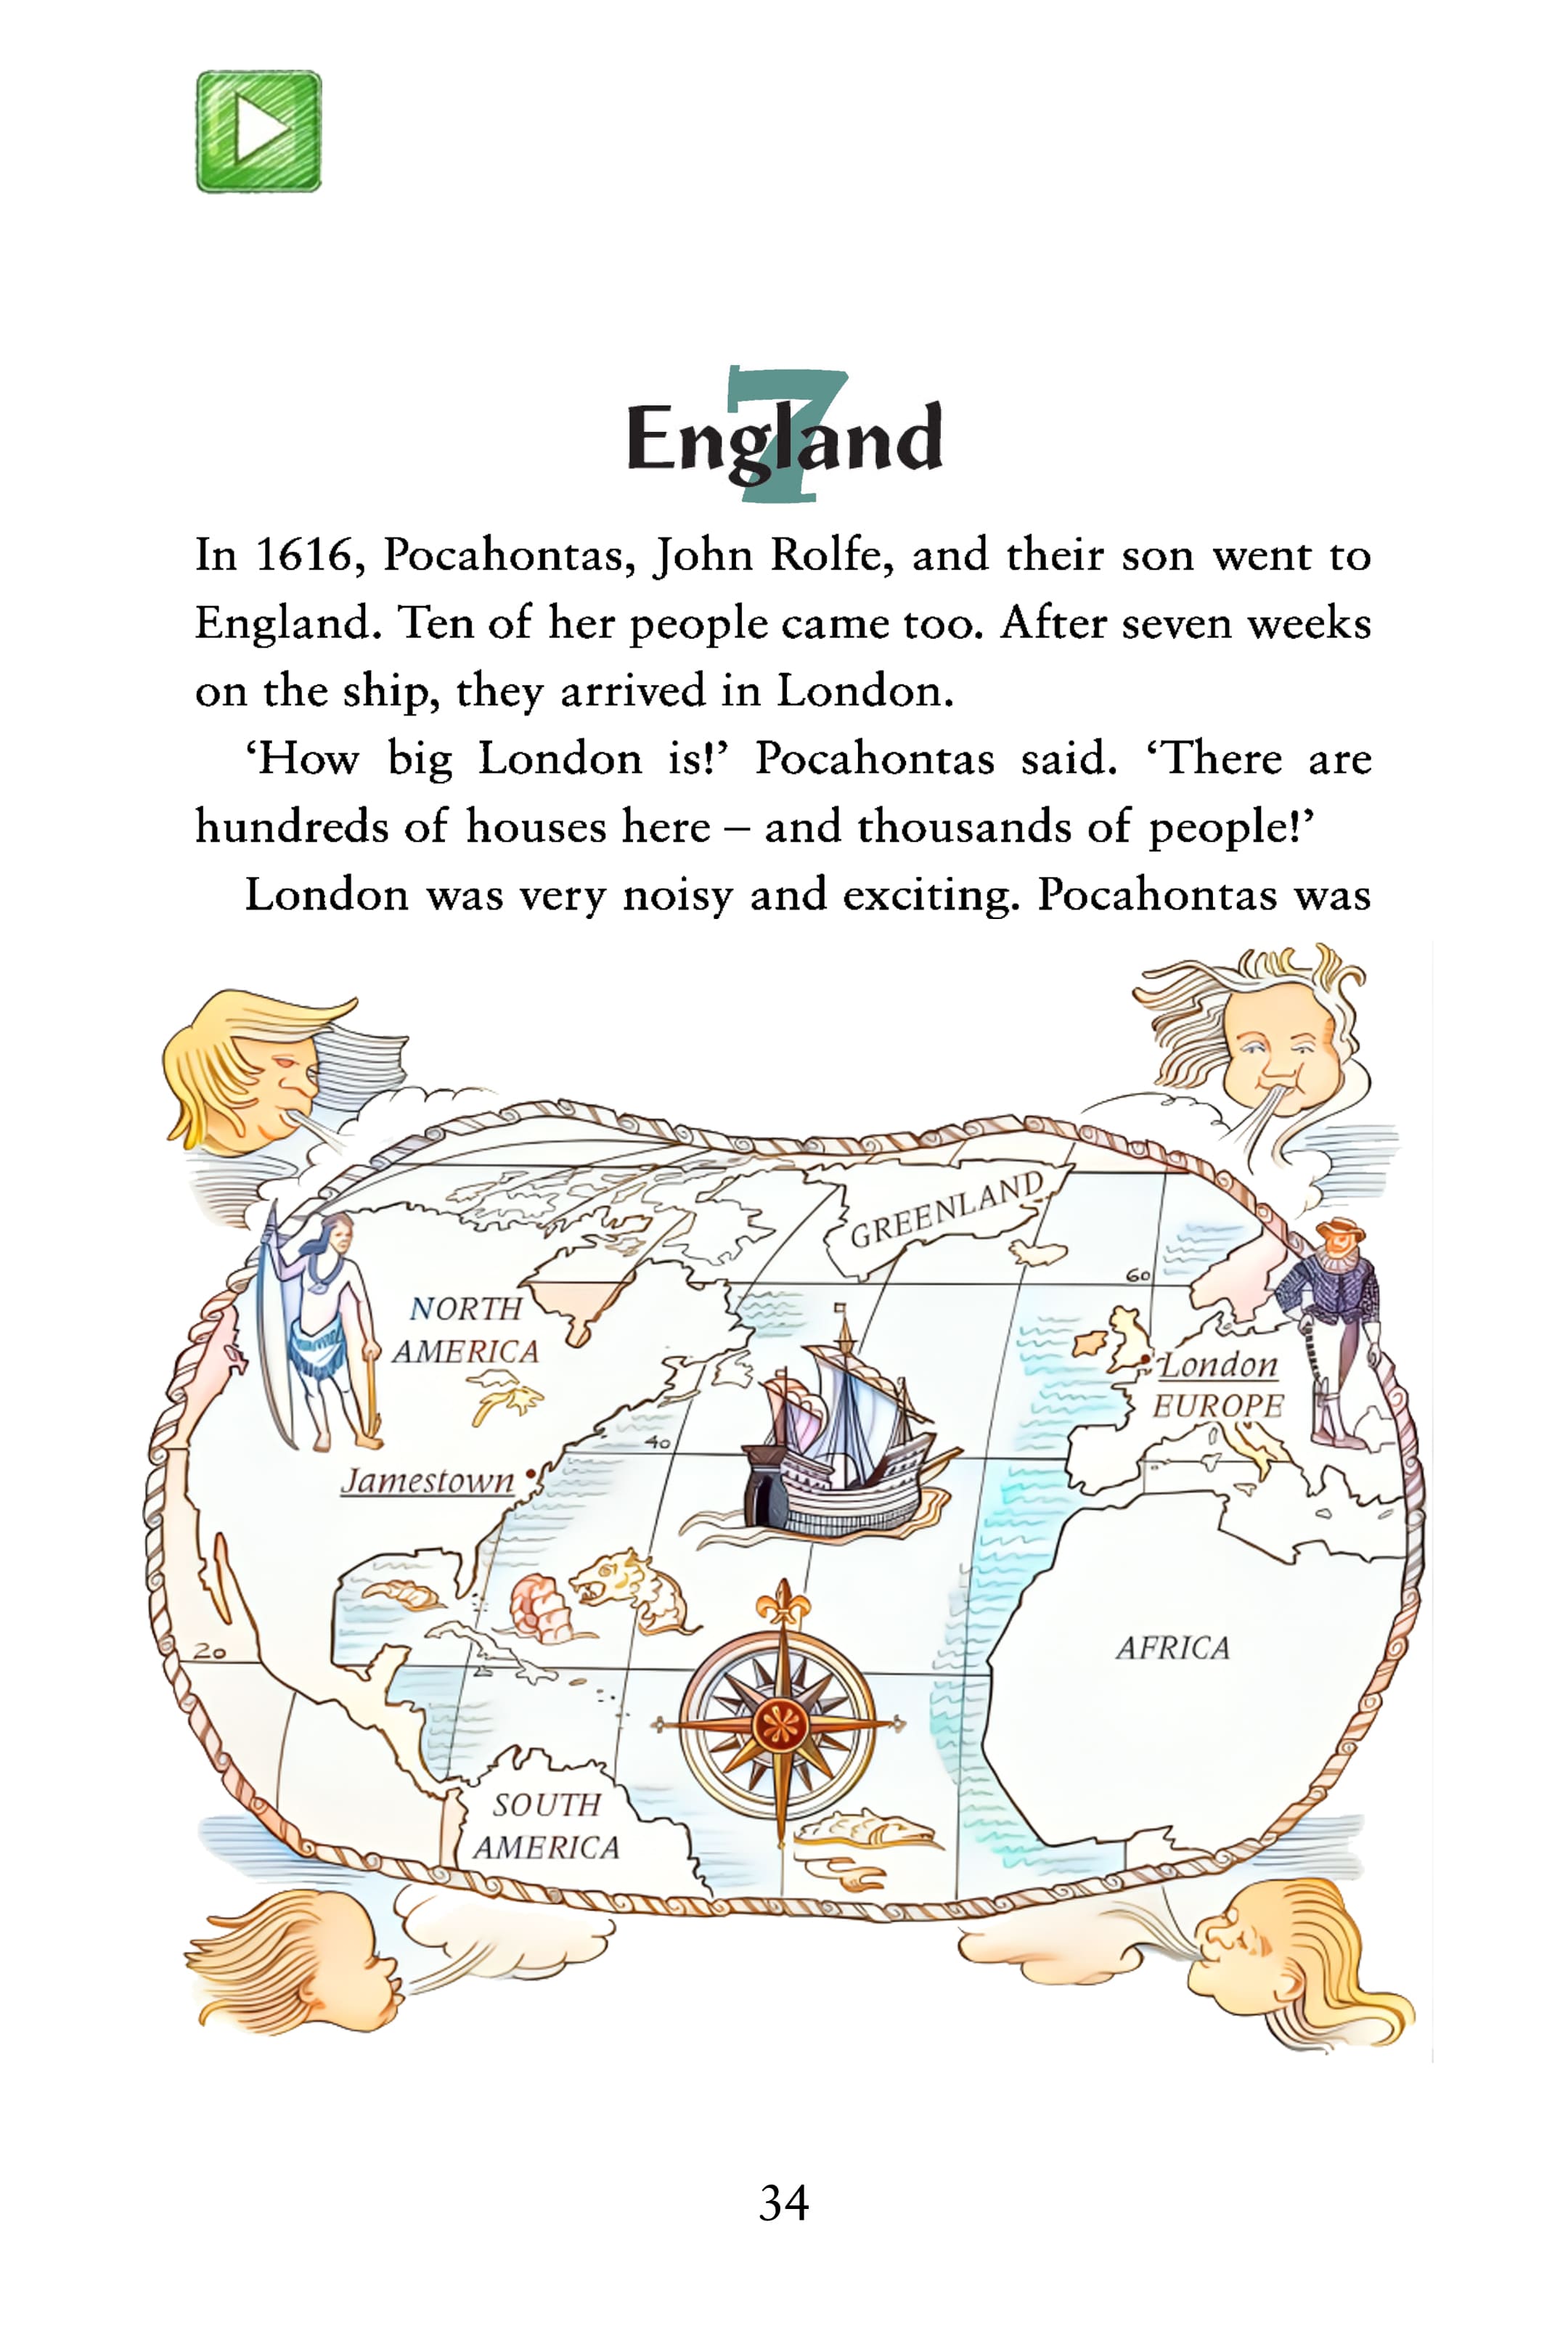 7
England
In 1616, Pocahontas, John Rolfe, and their son went to
England. Ten of her people came too. After seven weeks
on the ship, they arrived in London.
‘How big London is!’ Pocahontas said. ‘There are
hundreds of houses here – and thousands of people!’
London was very noisy and exciting. Pocahontas was
GREENLAND
60
NORTH
AMERICA
London
EUROPE
40
Jamestown
20
AFRICA
SOUTH
AMERICA
34